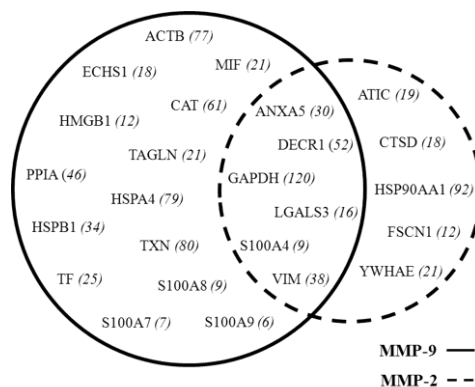 ACTB (77)
ECHS1 (18)
MIF (21)
CAT (61)
HMGB1 (12)
TAGLN (21)
PPIA (46)
HSPA4 (79)
HSPB1 (34)
TXN (80)
TF (25)
S100A8 (9)
S100A7 (7)
S100A9 (6)
ANXA5 (30)
DECR1 (52)
GAPDH (120)
LGALS3 (16)
S100A4 (9)
VIM (38)
ATIC (19)
CTSD (18)
HSP90AA1 (92)
FSCN1 (12)
YWHAE (21)
MMP-9
MMP-2